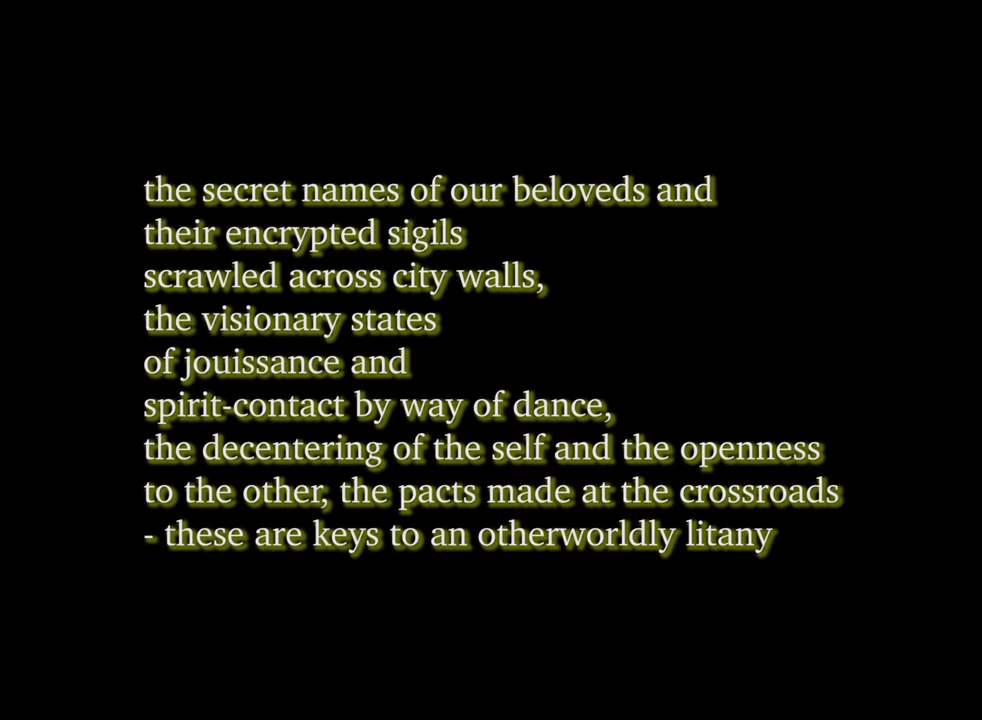 the secret names of our beloveds and
their encrypted sigils
scrawled across city walls,
the visionary states
of jouissance and
spirit-contact by way of dance,
the decentering of the self and the openness
to the other, the pacts made at the crossroads
- these are keys to an otherworldly litany